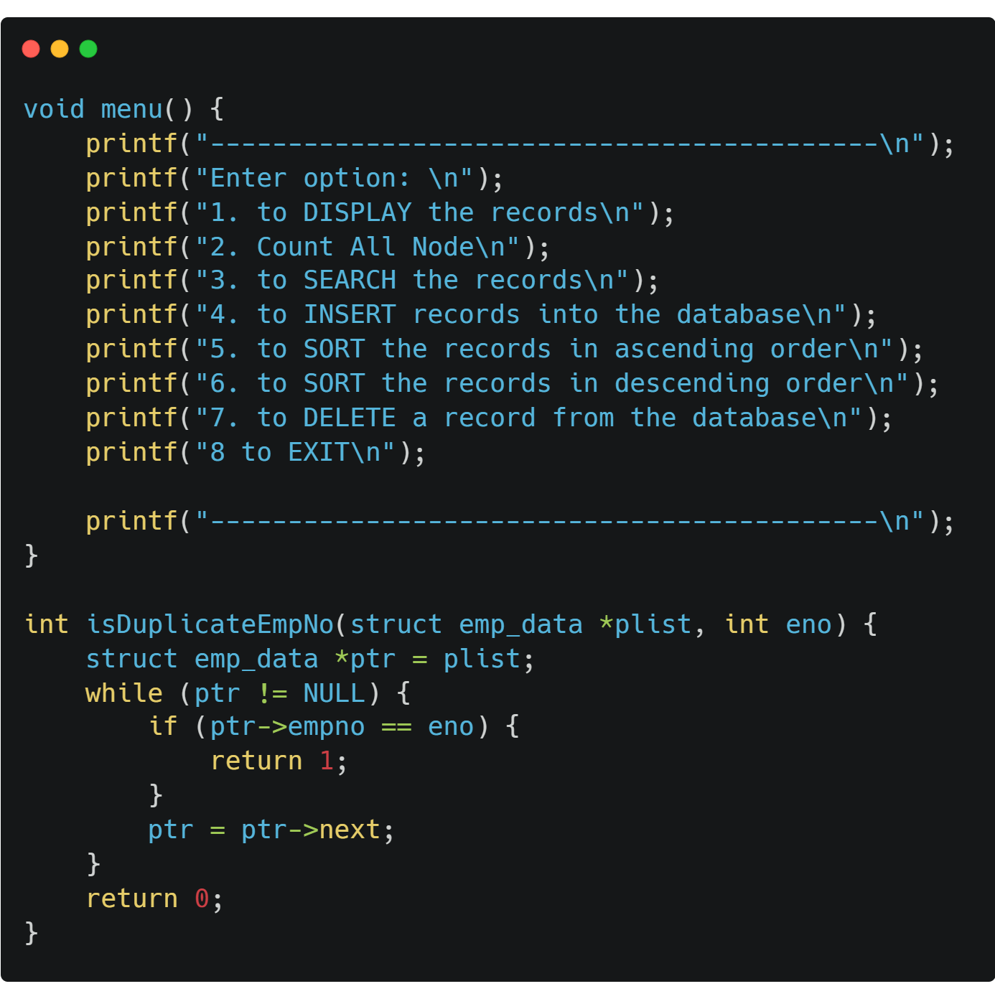 void menu() {
    printf("-------------------------------------------\n");
    printf("Enter option: \n");
    printf("1. to DISPLAY the records\n");
    printf("2. Count All Node\n");
    printf("3. to SEARCH the records\n");
    printf("4. to INSERT records into the database\n");
    printf("5. to SORT the records in ascending order\n");
    printf("6. to SORT the records in descending order\n");
    printf("7. to DELETE a record from the database\n");
    printf("8 to EXIT\n");
    printf("-------------------------------------------\n");
}
int isDuplicateEmpNo(struct emp_data *plist, int eno) {
    struct emp_data *ptr = plist;
    while (ptr != NULL) {
        if (ptr->empno == eno) {
            return 1;
        }
        ptr = ptr->next;
    }
    return 0;
}